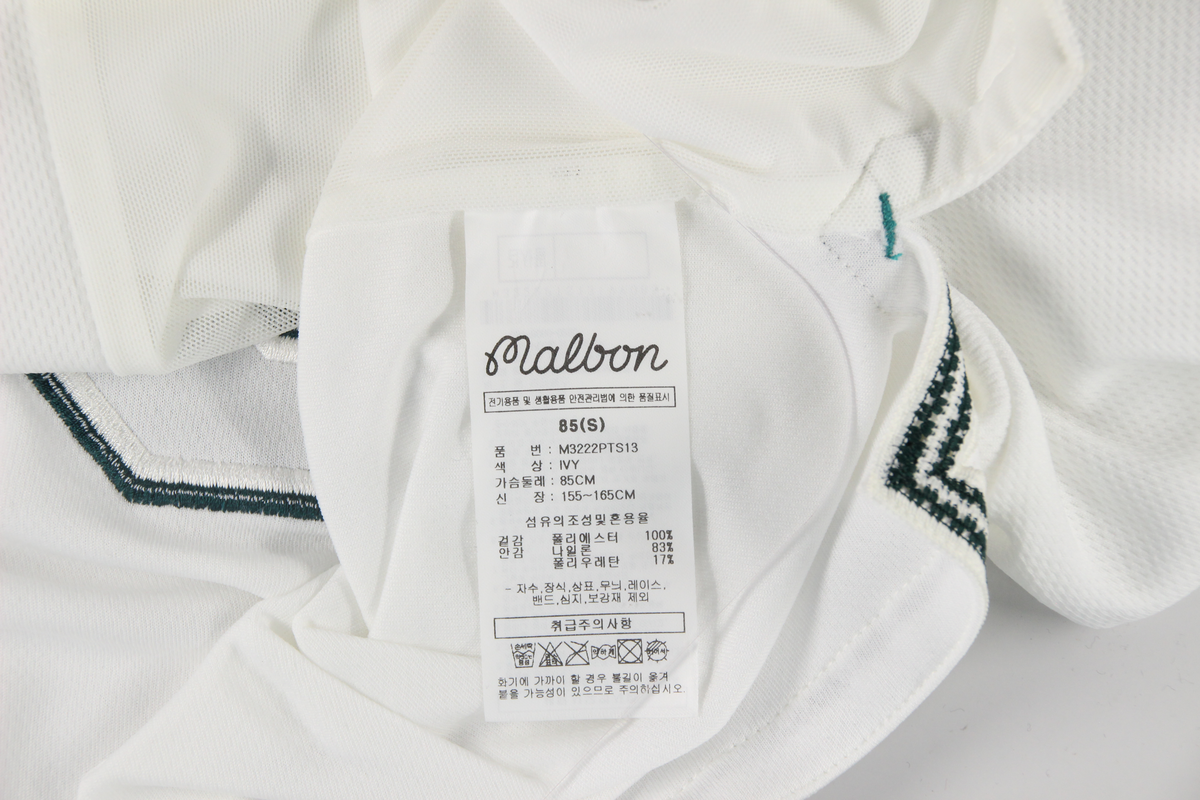 Malbon
전기용품 및 생활용품 안전관리법에 의한 품질표시
85(S)
품 번 : M3222PTS13
색 상 : IVY
가슴둘레 : 85CM
신 장 : 155~165CM
섬유의조성및혼용율
겉감 폴리에스터 100%
안감 나일론 83%
폴리우레탄 17%
- 자수,장식,상표,무늬,레이스,
밴드,심지,보강재 제외
취급주의사항
화기에 가까이 할 경우 불길이 옮겨
붙을 가능성이 있으므로 주의하십시오.